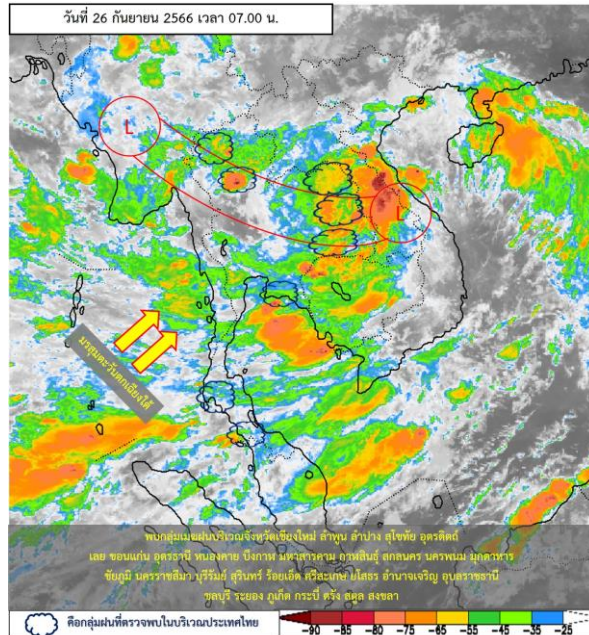 วันที่ 26 กันยายน 2566 เวลา 07.00 น.
L
L
มรสุมตะวันตกเฉียงใต้
พบกลุ่มเมฆฝนบริเวณจังหวัดเชียงใหม่ ลำพูน ลำปาง สุโขทัย อุตรดิตถ์
เลย ขอนแก่น อุดรธานี หนองคาย บึงกาฬ มหาสารคาม กาฬสินธุ์ สกลนคร นครพนม มุกดาหาร
ชัยภูมิ นครราชสีมา บุรีรัมย์ สุรินทร์ ร้อยเอ็ด ศรีสะเกษ ยโสธร อำนาจเจริญ อุบลราชธานี
ชลบุรี ระยอง ภูเก็ต กระบี่ ตรัง สตูล สงขลา
คือกลุ่มฝนที่ตรวจพบในบริเวณประเทศไทย
-90 -85 -80 -75 -65 -55 -45 -35 -25